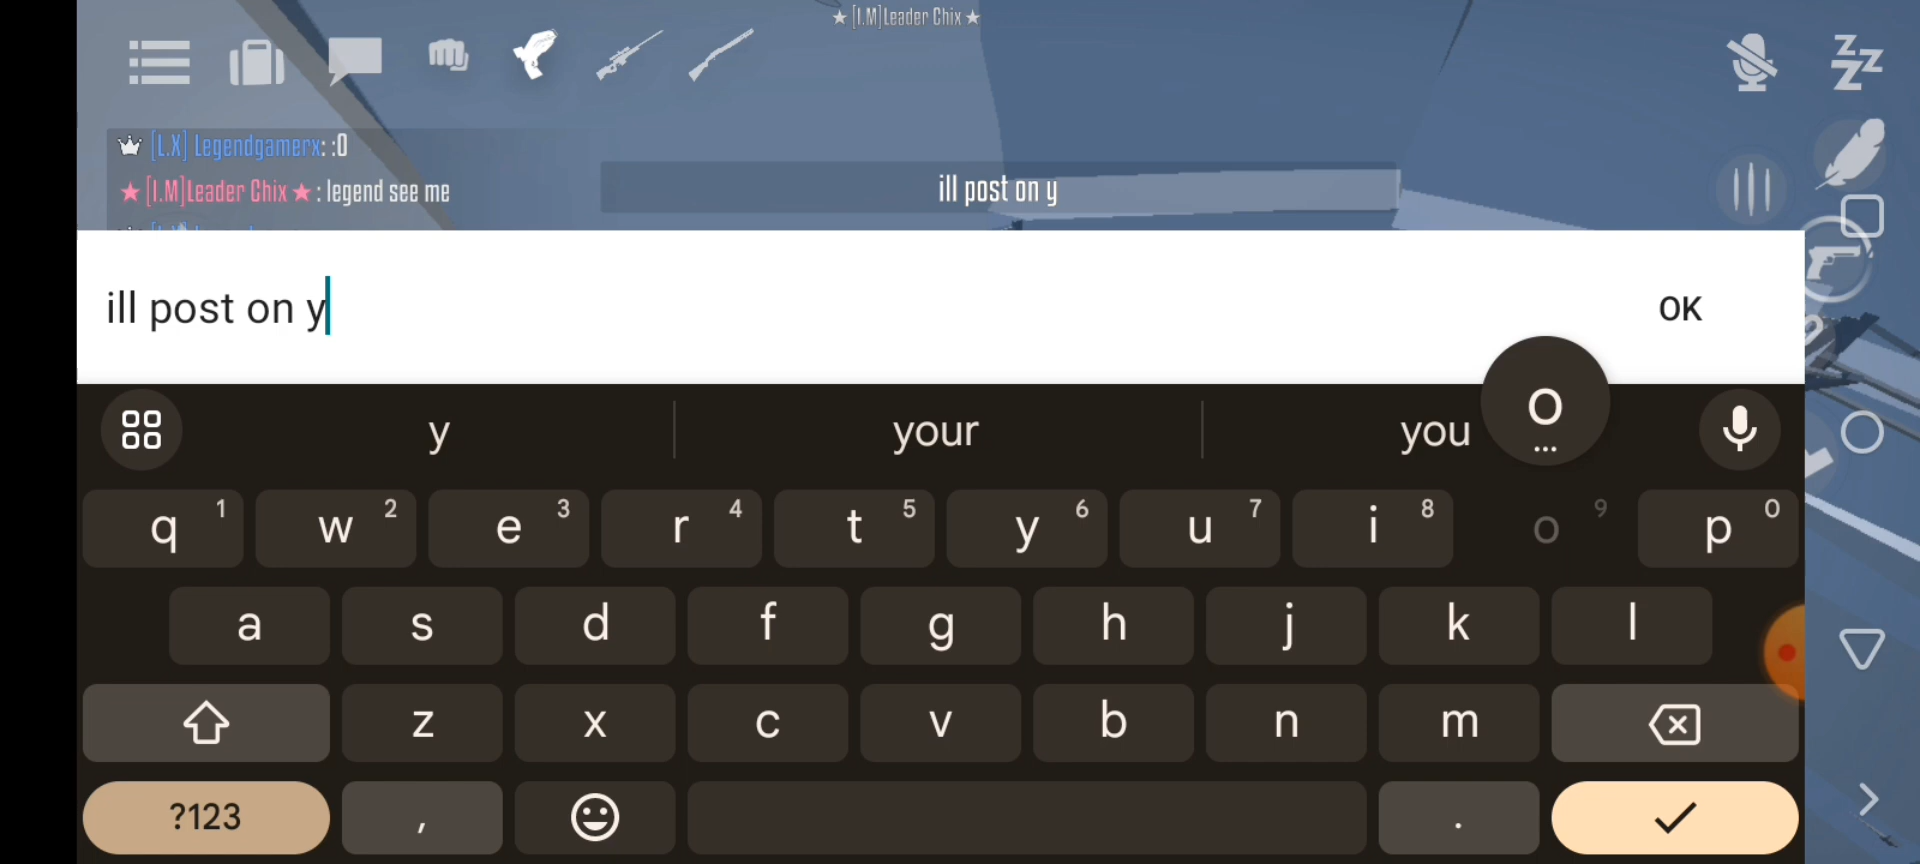 ★ [I.M]Leader Chix ★
[L.X] Legendgamerx: :0
★ [I.M]Leader Chix ★ : legend see me
ill post on y
ill post on y
OK
y your you o ...
q 1 w 2 e 3 r 4 t 5 y 6 u 7 i 8 o 9 p 0
a s d f g h j k l
z x c v b n m
?123 , .